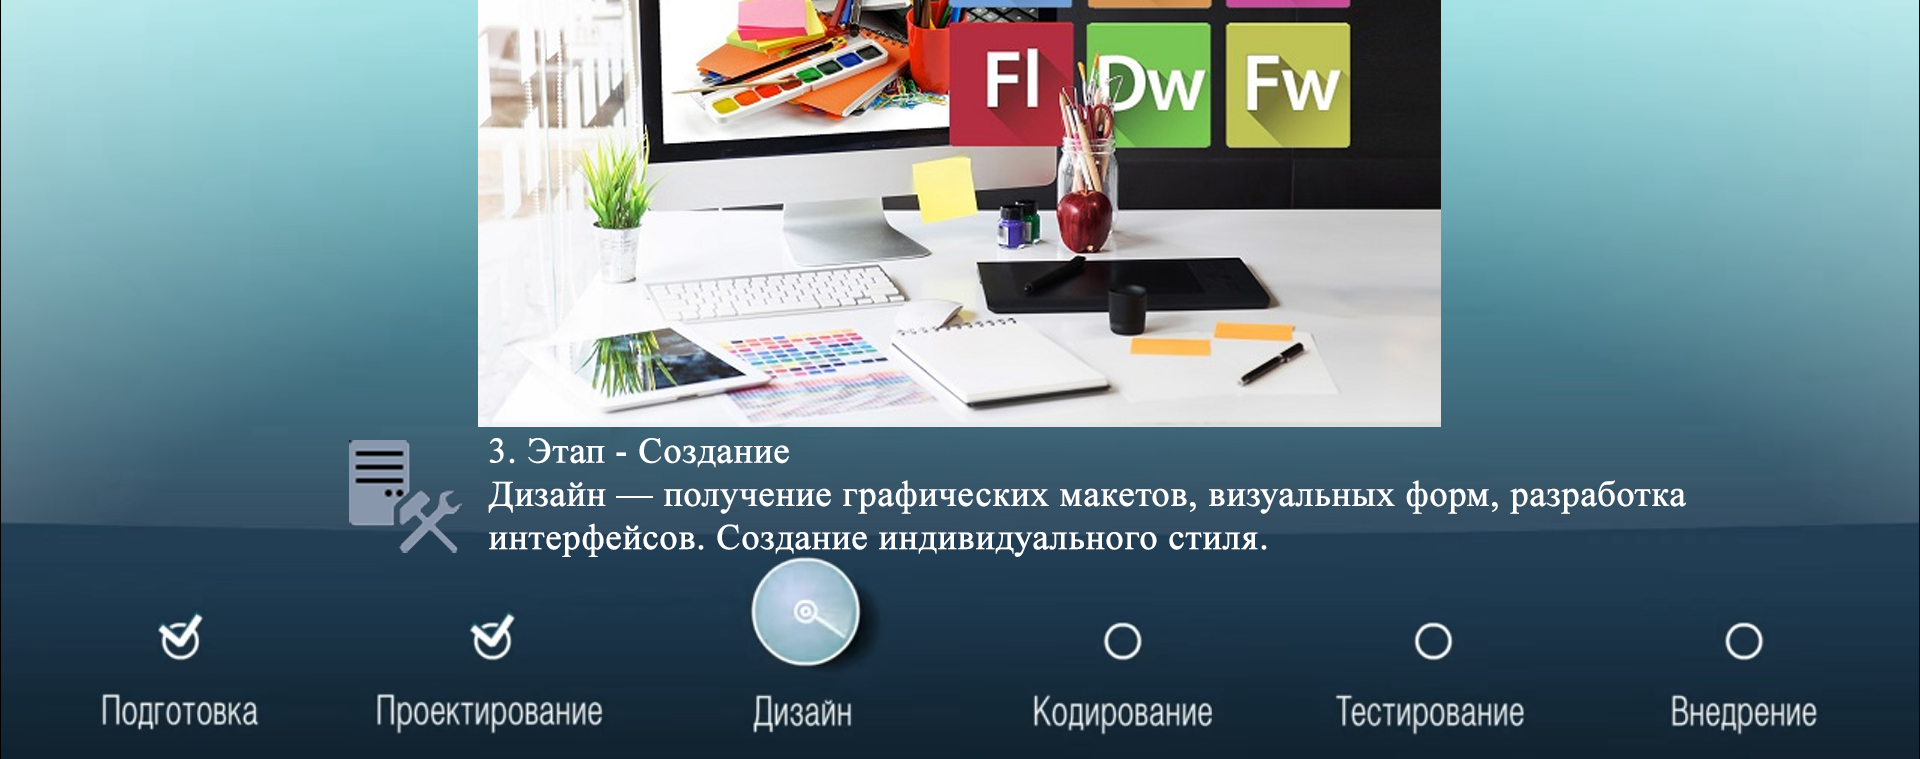 Fl Dw Fw
3. Этап - Создание
Дизайн — получение графических макетов, визуальных форм, разработка
интерфейсов. Создание индивидуального стиля.
Подготовка Проектирование Дизайн Кодирование Тестирование Внедрение